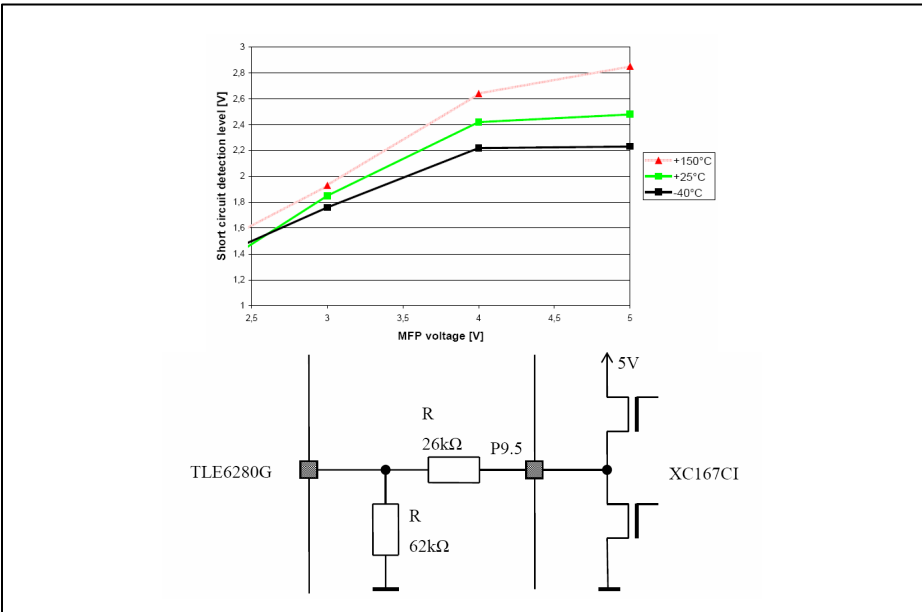 Short circuit detection level [V]
3
2,8
2,6
2,4
2,2
2
1,8
1,6
1,4
1,2
1
2,5
3
3,5
4
4,5
5
MFP voltage [V]
+150°C
+25°C
-40°C
5V
R
26kΩ
P9.5
TLE6280G
XC167CI
R
62kΩ